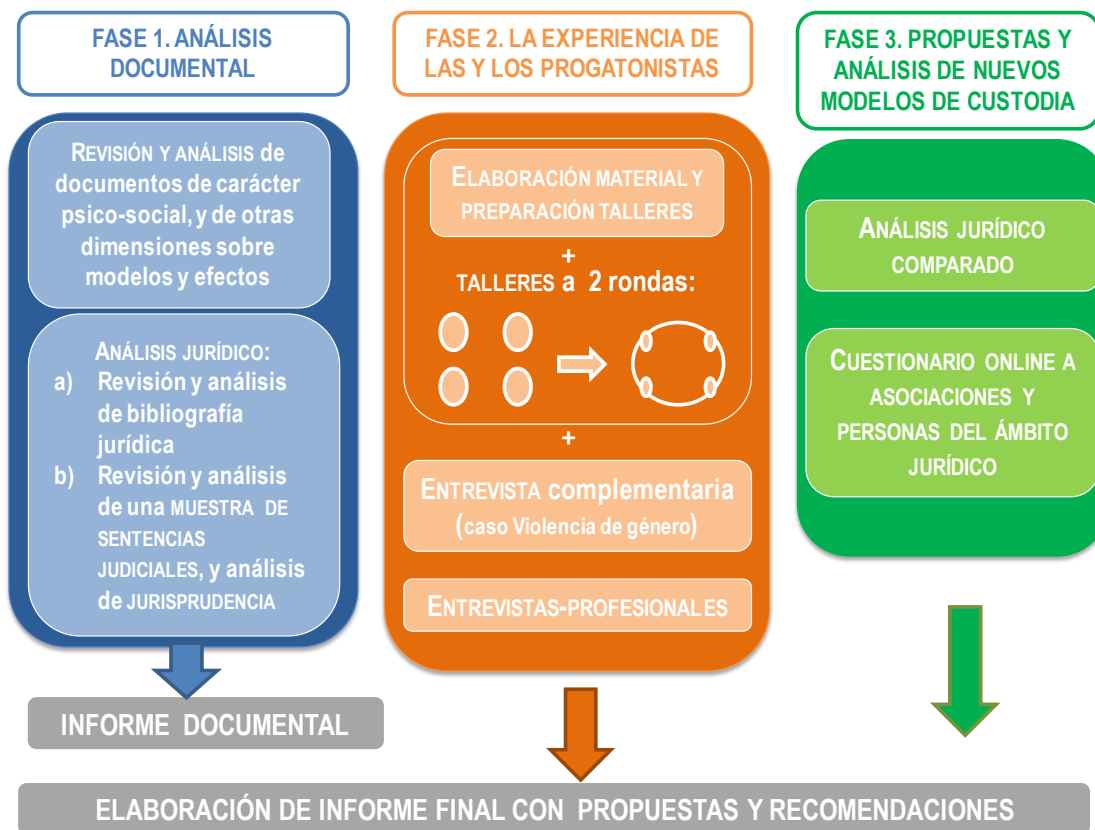 FASE 1. ANÁLISIS
DOCUMENTAL
REVISIÓN Y ANÁLISIS de
documentos de carácter
psico-social, y de otras
dimensiones sobre
modelos y efectos
ANÁLISIS JURÍDICO:
a) Revisión y análisis
de bibliografía
jurídica
b) Revisión y análisis
de una MUESTRA DE
SENTENCIAS
JUDICIALES, y análisis
de JURISPRUDENCIA
INFORME DOCUMENTAL
FASE 2. LA EXPERIENCIA DE
LAS Y LOS PROGATONISTAS
ELABORACIÓN MATERIAL Y
PREPARACIÓN TALLERES
+
TALLERES a 2 rondas:
+
ENTREVISTA complementaria
(caso Violencia de género)
ENTREVISTAS-PROFESIONALES
FASE 3. PROPUESTAS Y
ANÁLISIS DE NUEVOS
MODELOS DE CUSTODIA
ANÁLISIS JURÍDICO
COMPARADO
CUESTIONARIO ONLINE A
ASOCIACIONES Y
PERSONAS DEL ÁMBITO
JURÍDICO
ELABORACIÓN DE INFORME FINAL CON PROPUESTAS Y RECOMENDACIONES